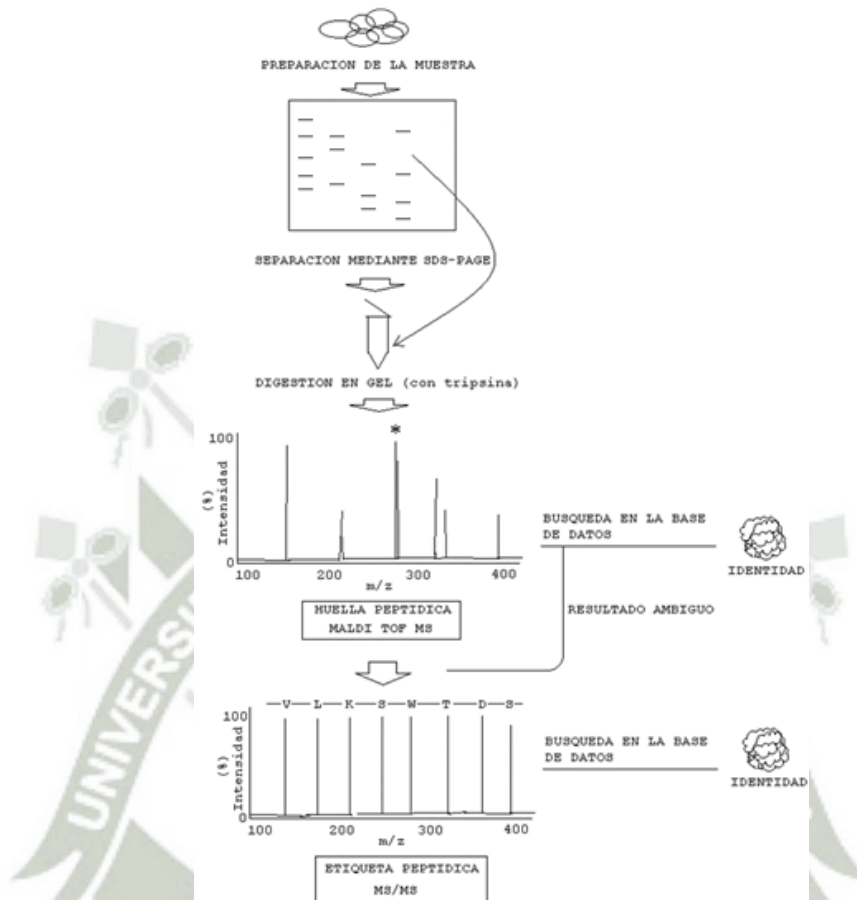 PREPARACION DE LA MUESTRA
SEPARACION MEDIANTE SDS-PAGE
DIGESTION EN GEL (con tripsina)
*
100
(%)
Intensidad
0
100 200 300 400
m/z
HUELLA PEPTIDICA
MALDI TOF MS
BUSQUEDA EN LA BASE
DE DATOS
IDENTIDAD
RESULTADO AMBIGUO
V L K S W T D S
100
(%)
Intensidad
0
100 200 300 400
m/z
ETIQUETA PEPTIDICA
MS/MS
BUSQUEDA EN LA BASE
DE DATOS
IDENTIDAD
UNIVERSI